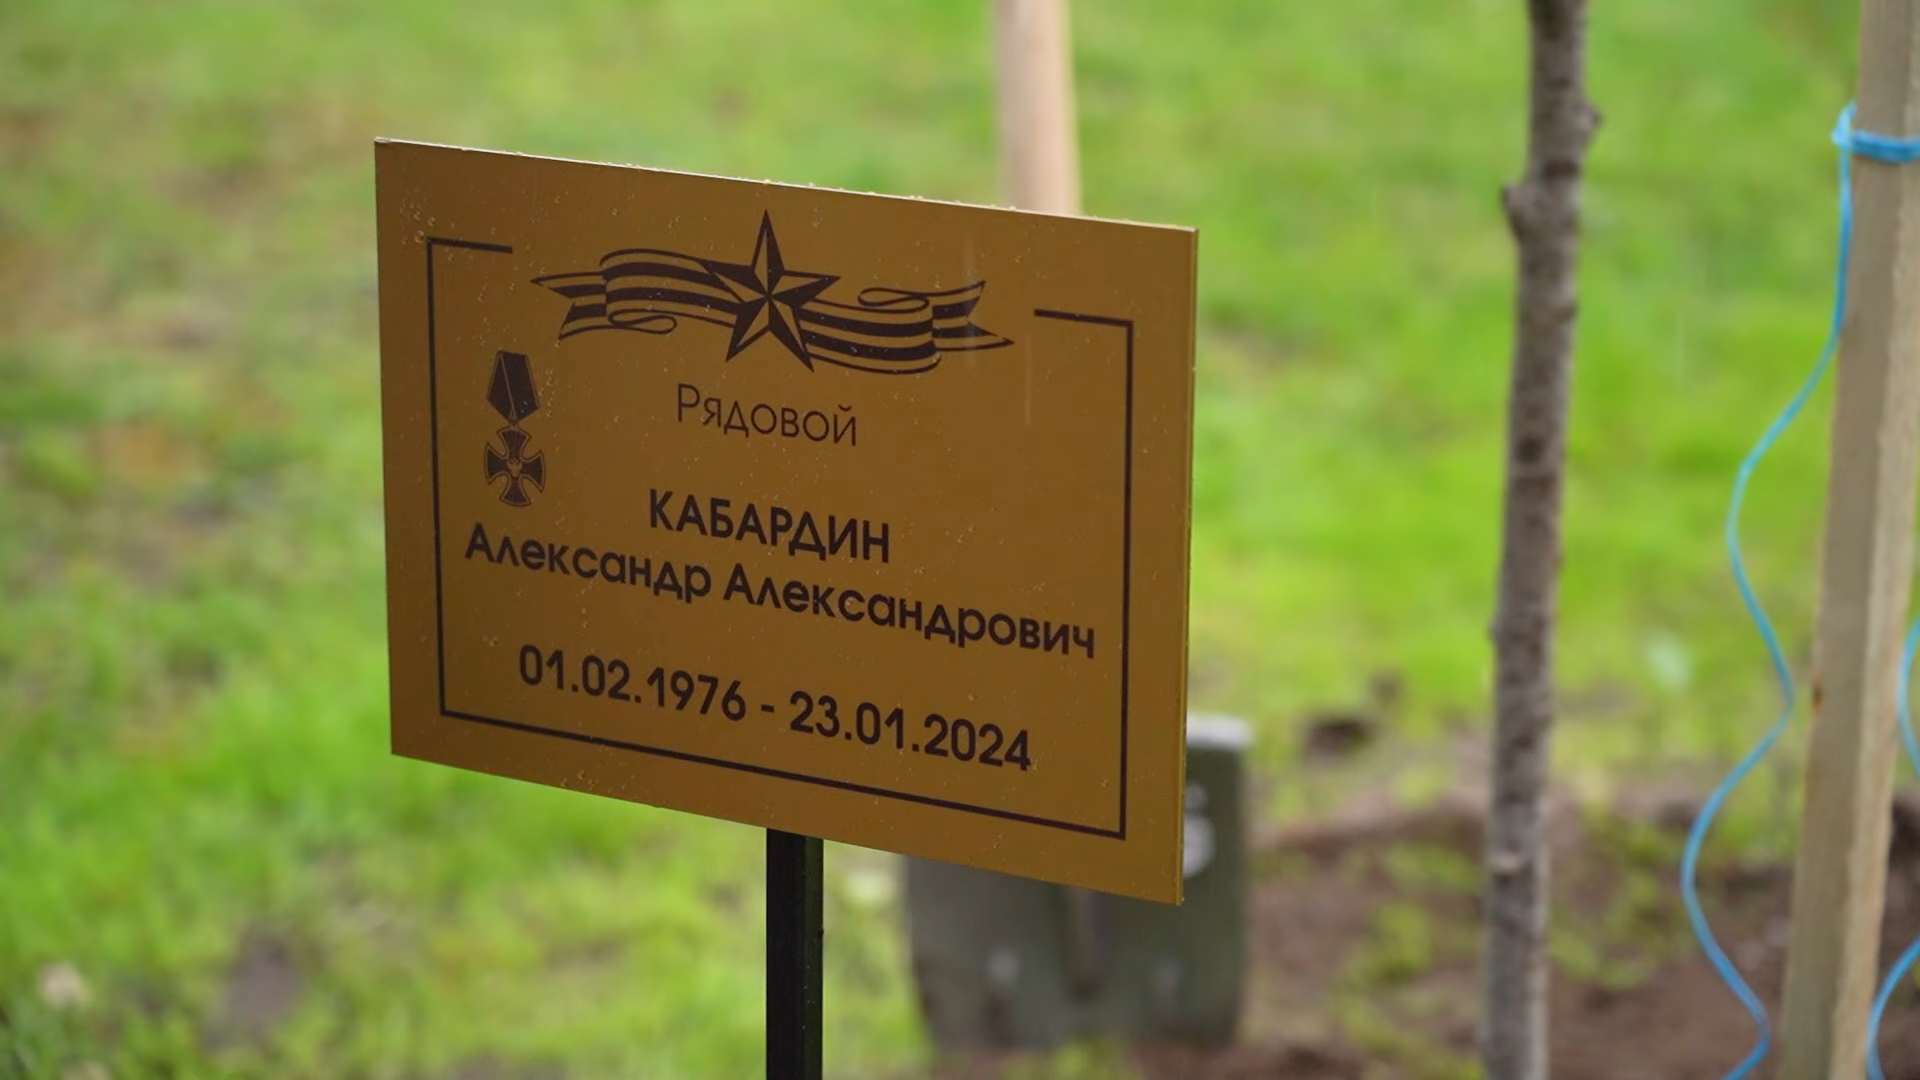 Рядовой
КАБАРДИН
Александр Александрович
01.02.1976 - 23.01.2024